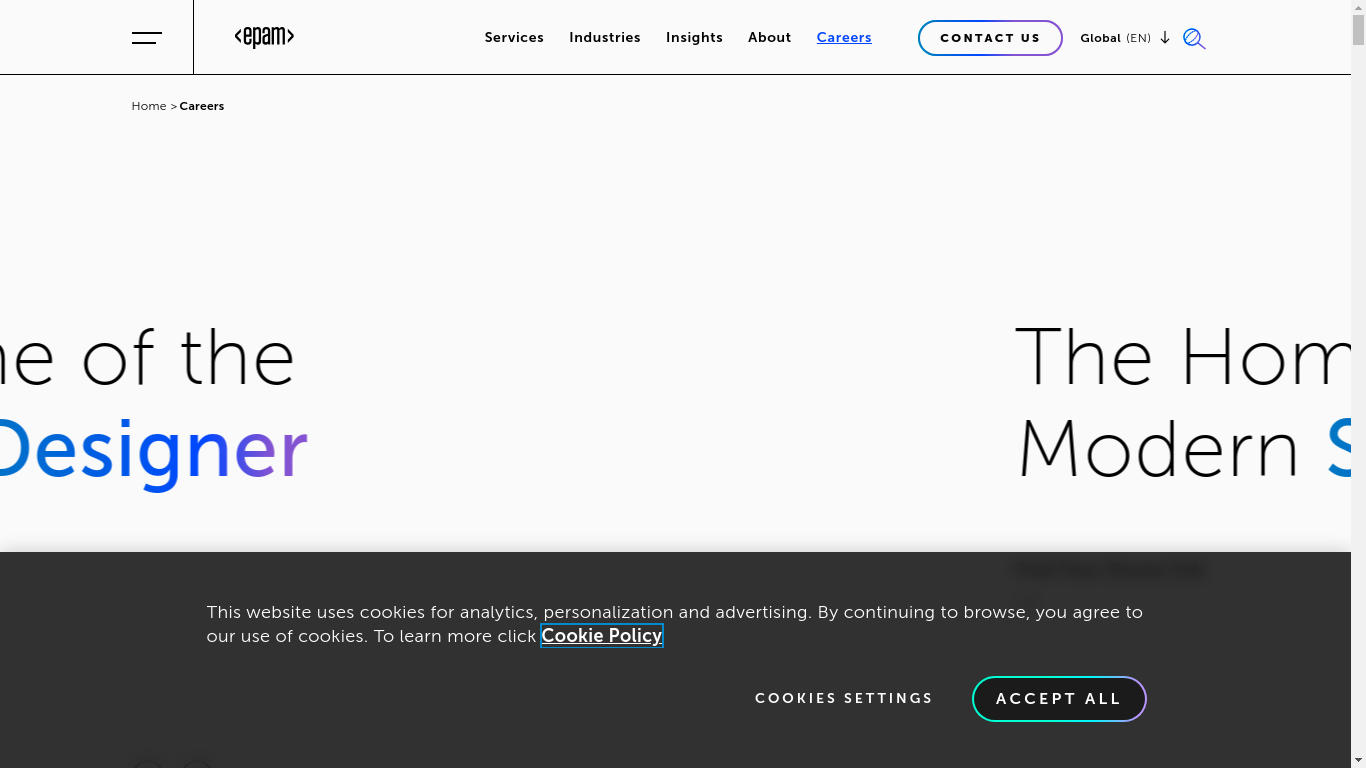 <epam>
Services Industries Insights About Careers CONTACT US Global (EN)
Home > Careers
of the
Designer
The Hom
Modern S
This website uses cookies for analytics, personalization and advertising. By continuing to browse, you agree to
our use of cookies. To learn more click Cookie Policy
COOKIES SETTINGS ACCEPT ALL